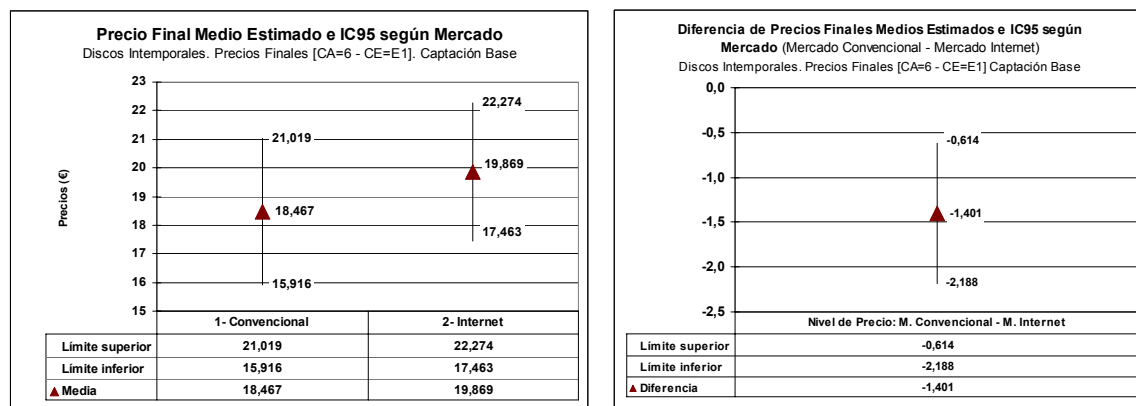 Precio Final Medio Estimado e IC95 según Mercado
Discos Intemporales. Precios Finales [CA=6 - CE=E1]. Captación Base
Precios (€)
23
22
21
20
19
18
17
16
15
21,019
18,467
15,916
22,274
19,869
17,463
1- Convencional 2- Internet
Límite superior 21,019 22,274
Límite inferior 15,916 17,463
Media 18,467 19,869
Diferencia de Precios Finales Medios Estimados e IC95 según
Mercado (Mercado Convencional - Mercado Internet)
Discos Intemporales. Precios Finales [CA=6 - CE=E1] Captación Base
0,0
-0,5
-1,0
-1,5
-2,0
-2,5
-0,614
-1,401
-2,188
Nivel de Precio: M. Convencional - M. Internet
Límite superior -0,614
Límite inferior -2,188
Diferencia -1,401